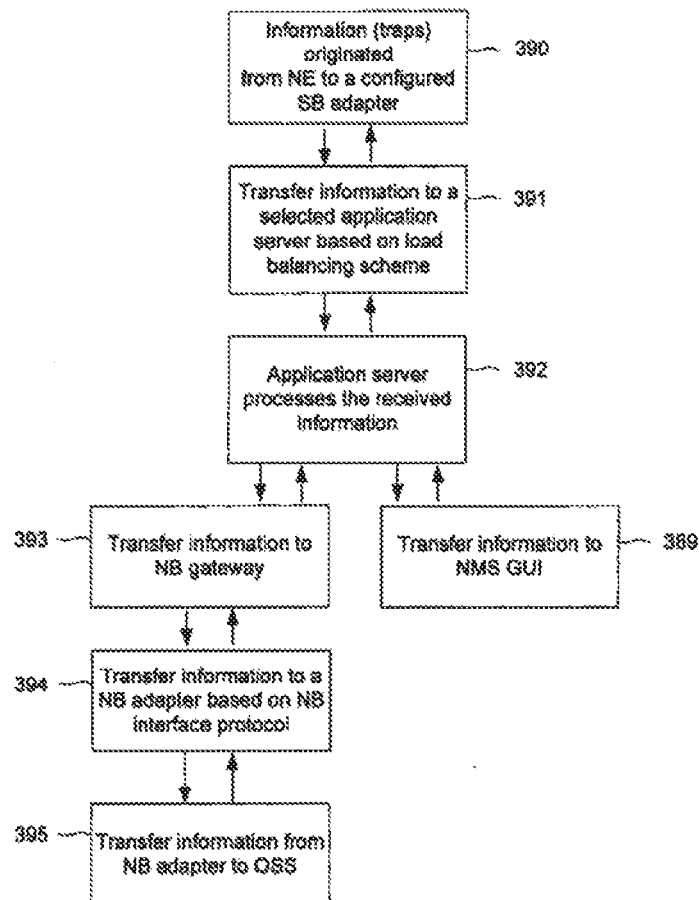 Information (traps)
originated
from NE to a configured
SB adapter
390
Transfer information to a
selected application
server based on load
balancing scheme
391
Application server
processes the received
information
392
393
Transfer information to
NB gateway
Transfer information to
NMS GUI
389
394
Transfer information to a
NB adapter based on NB
interface protocol
395
Transfer information from
NB adapter to OSS